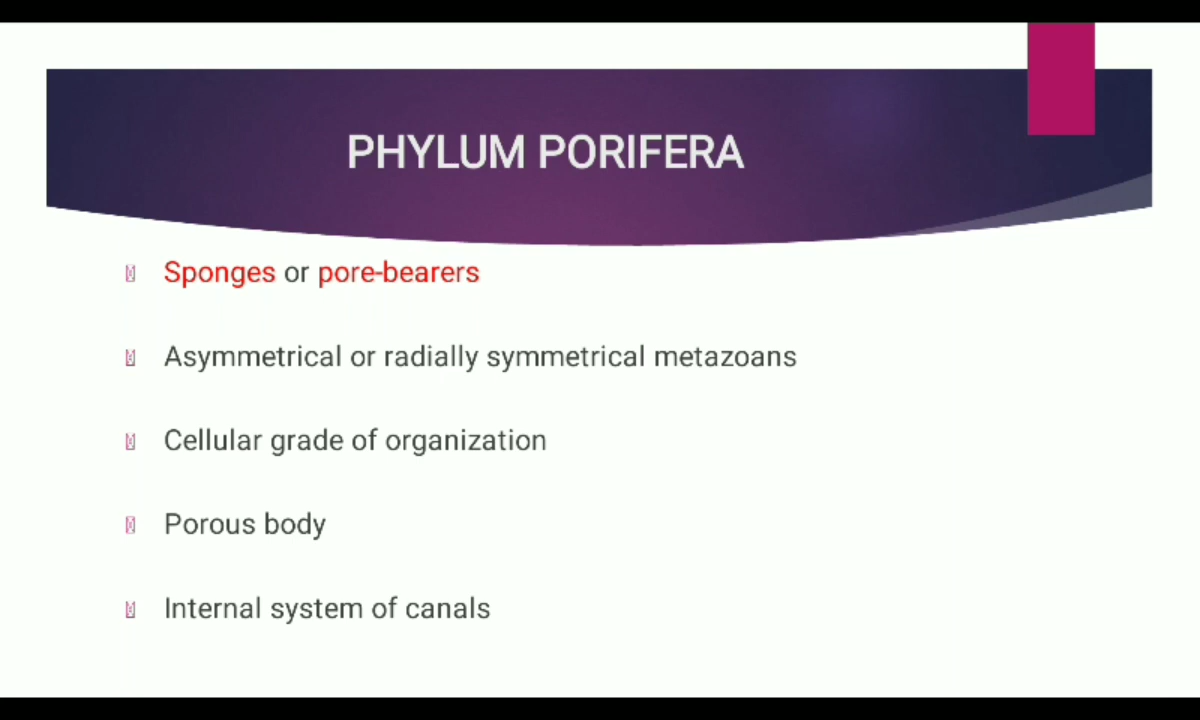 PHYLUM PORIFERA
Sponges or pore-bearers
Asymmetrical or radially symmetrical metazoans
Cellular grade of organization
Porous body
Internal system of canals